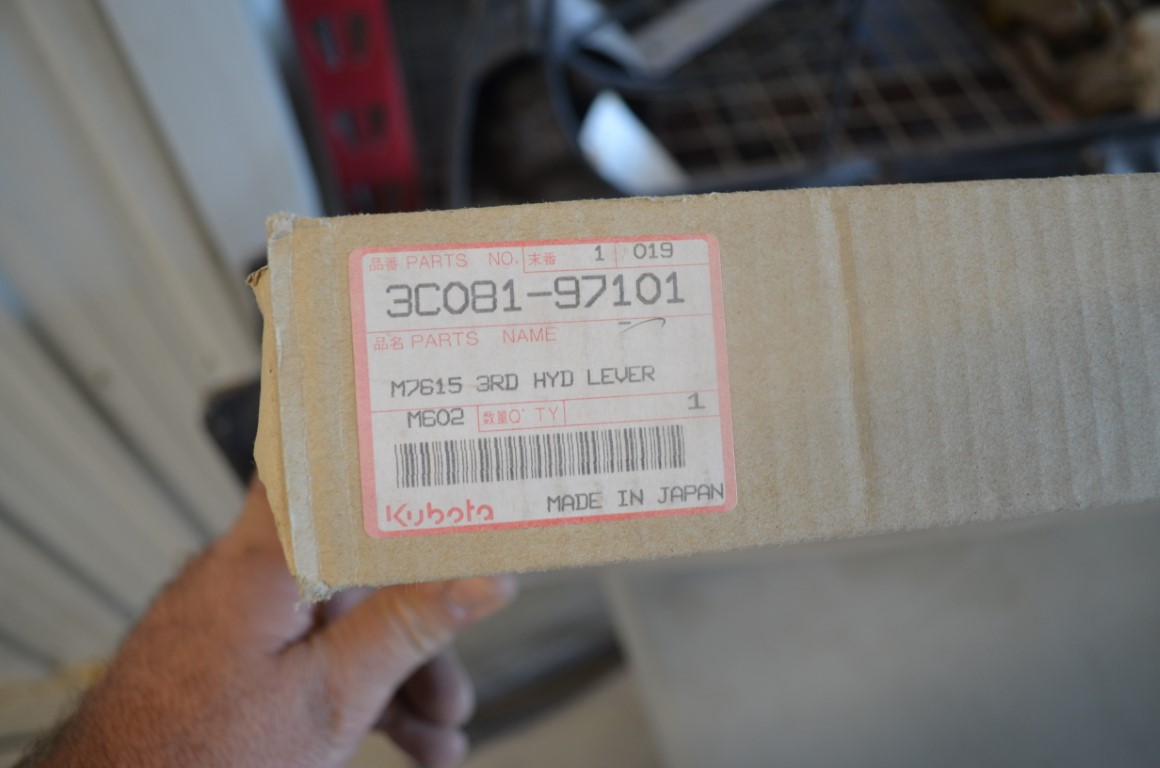 品番 PARTS NO. 末番 1 019
3C081-97101
品名 PARTS NAME
M7615 3RD HYD LEVER
M602 数量Q'TY 1
Kubota MADE IN JAPAN